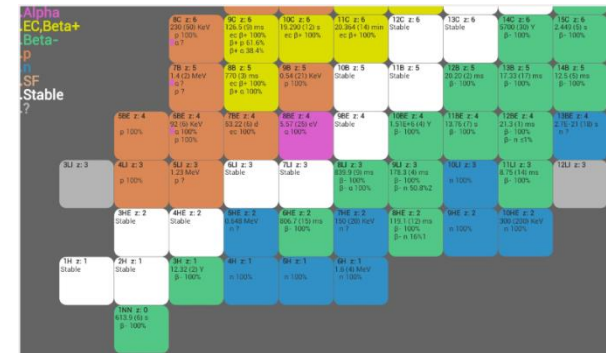 .Alpha
.EC,Beta+
.Beta-
.p
.n
.SF
.Stable
.?
8C z: 6
230 (50) KeV
p 100%
α ?
9C z: 6
126.5 (9) ms
ec β+ 100%
β+ p 61.6%
β+ α 38.4%
10C z: 6
19.290 (12) s
ec β+ 100%
11C z: 6
20.364 (14) min
ec β+ 100%
12C z: 6
Stable
13C z: 6
Stable
14C z: 6
5700 (30) Y
β- 100%
15C z: 6
2.449 (5) s
β- 100%
7B z: 5
1.4 (2) MeV
α ?
p ?
8B z: 5
770 (3) ms
ec β+ 100%
β+ α 100%
9B z: 5
0.54 (21) KeV
p 100%
10B z: 5
Stable
11B z: 5
Stable
12B z: 5
20.20 (2) ms
β- 100%
13B z: 5
17.33 (17) ms
β- 100%
14B z: 5
12.5 (5) ms
β- 100%
5BE z: 4
p 100%
6BE z: 4
92 (6) KeV
α 100%
p 100%
7BE z: 4
53.22 (6) d
ec 100%
8BE z: 4
5.57 (25) eV
α 100%
9BE z: 4
Stable
10BE z: 4
1.51E+6 (4) Y
β- 100%
11BE z: 4
13.76 (7) s
β- 100%
12BE z: 4
21.3 (1) ms
β- 100%
β- n ≤1%
13BE z: 4
2.7E-21 (18) s
n ?
3LI z: 3
4LI z: 3
p 100%
5LI z: 3
1.23 MeV
p ?
6LI z: 3
Stable
7LI z: 3
Stable
8LI z: 3
839.9 (9) ms
β- 100%
β- α 100%
9LI z: 3
178.3 (4) ms
β- 100%
β- n 50.8%
10LI z: 3
n 100%
11LI z: 3
8.75 (14) ms
β- 100%
12LI z: 3
3HE z: 2
Stable
4HE z: 2
Stable
5HE z: 2
0.648 MeV
n ?
6HE z: 2
806.7 (15) ms
β- 100%
7HE z: 2
150 (20) KeV
n ?
8HE z: 2
119.1 (12) ms
β- 100%
β- n 16%
9HE z: 2
n 100%
10HE z: 2
300 (200) KeV
n 100%
1H z: 1
Stable
2H z: 1
Stable
3H z: 1
12.32 (2) Y
β- 100%
4H z: 1
n 100%
5H z: 1
n 100%
6H z: 1
1.6 (4) MeV
n 100%
1NN z: 0
613.9 (6) s
β- 100%